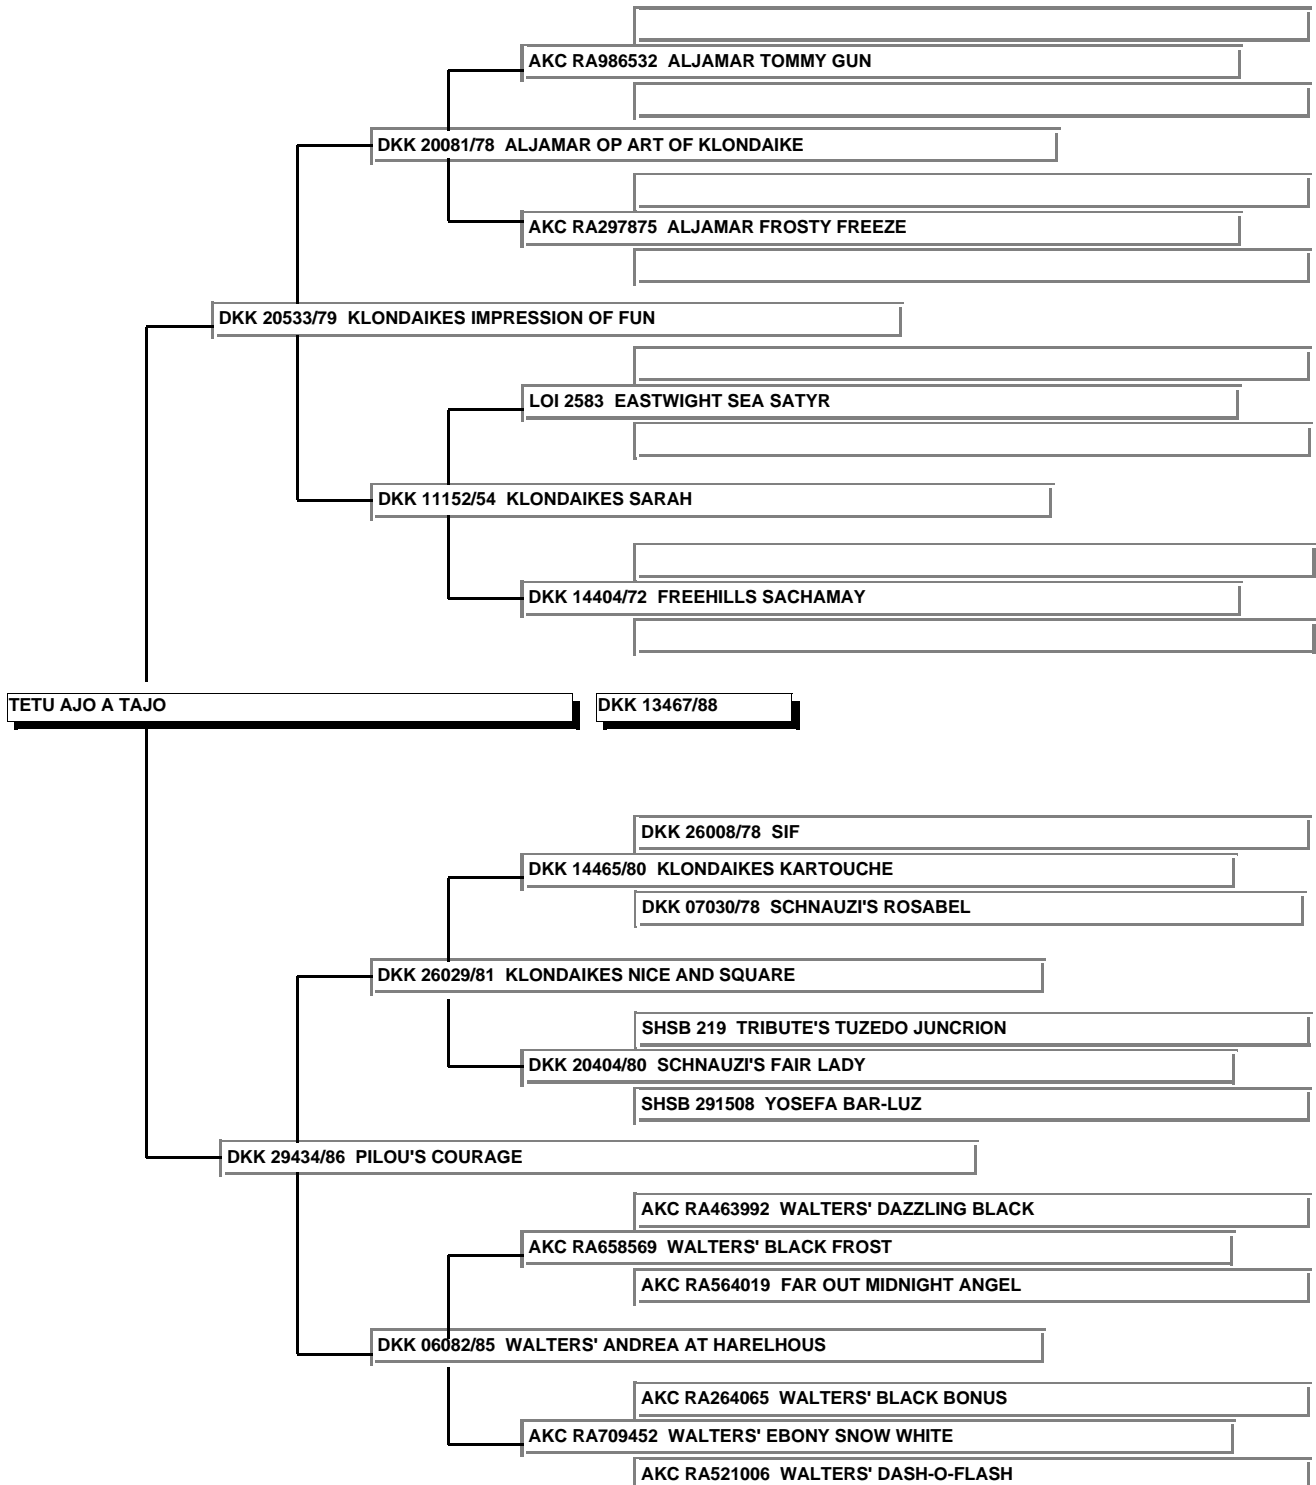 AKC RA986532 ALJAMAR TOMMY GUN
DKK 20081/78 ALJAMAR OP ART OF KLONDAIKE
AKC RA297875 ALJAMAR FROSTY FREEZE
DKK 20533/79 KLONDAIKES IMPRESSION OF FUN
LOI 2583 EASTWIGHT SEA SATYR
DKK 11152/54 KLONDAIKES SARAH
DKK 14404/72 FREEHILLS SACHAMAY
TETU AJO A TAJO DKK 13467/88
DKK 26008/78 SIF
DKK 14465/80 KLONDAIKES KARTOUCHE
DKK 07030/78 SCHNAUZI'S ROSABEL
DKK 26029/81 KLONDAIKES NICE AND SQUARE
SHSB 219 TRIBUTE'S TUZEDO JUNCRION
DKK 20404/80 SCHNAUZI'S FAIR LADY
SHSB 291508 YOSEFA BAR-LUZ
DKK 29434/86 PILOU'S COURAGE
AKC RA463992 WALTERS' DAZZLING BLACK
AKC RA658569 WALTERS' BLACK FROST
AKC RA564019 FAR OUT MIDNIGHT ANGEL
DKK 06082/85 WALTERS' ANDREA AT HARELHOUS
AKC RA264065 WALTERS' BLACK BONUS
AKC RA709452 WALTERS' EBONY SNOW WHITE
AKC RA521006 WALTERS' DASH-O-FLASH